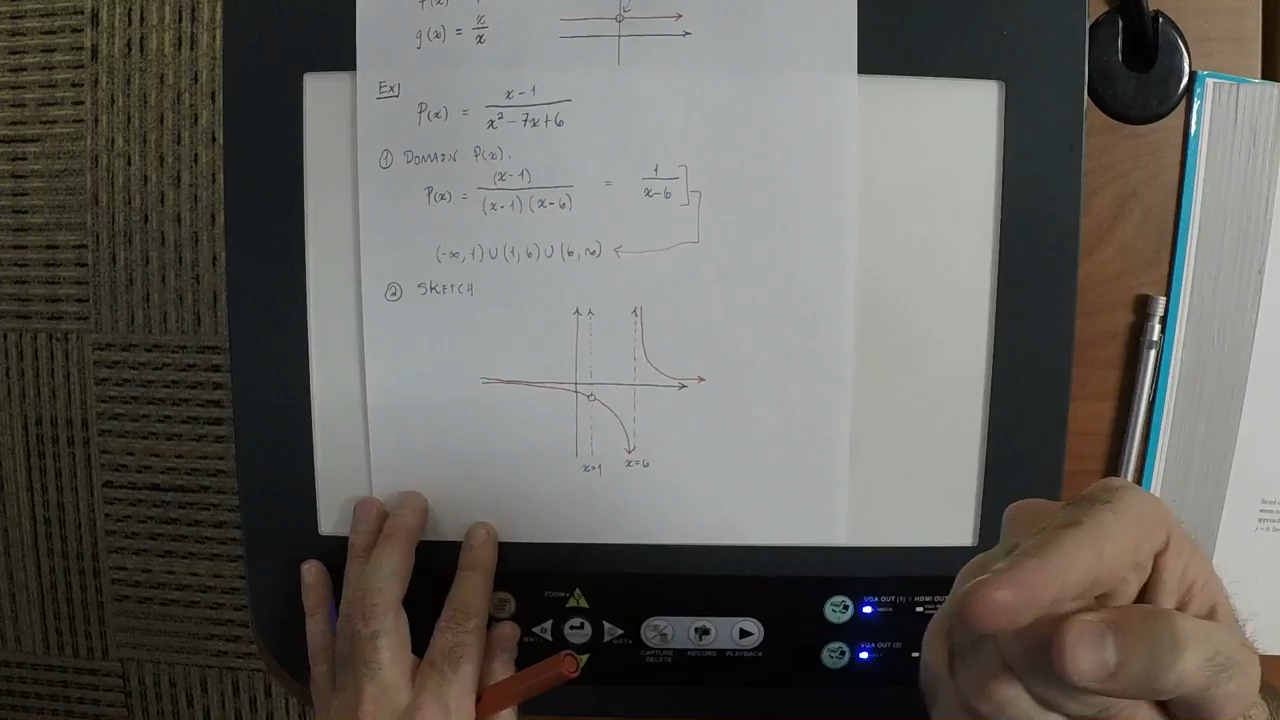 g(x) = x/x
Ex]
P(x) = (x-1)/(x² - 7x + 6)
① DOMAIN P(x).
P(x) = (x-1)/((x-1)(x-6)) = 1/(x-6)
(-∞, 1) ∪ (1, 6) ∪ (6, ∞)
② SKETCH
x=1 x=6
ZOOM+
CAPTURE/
DELETE
RECORD
PLAYBACK
VGA OUT (1) / HDMI OUT
VGA OUT (2)